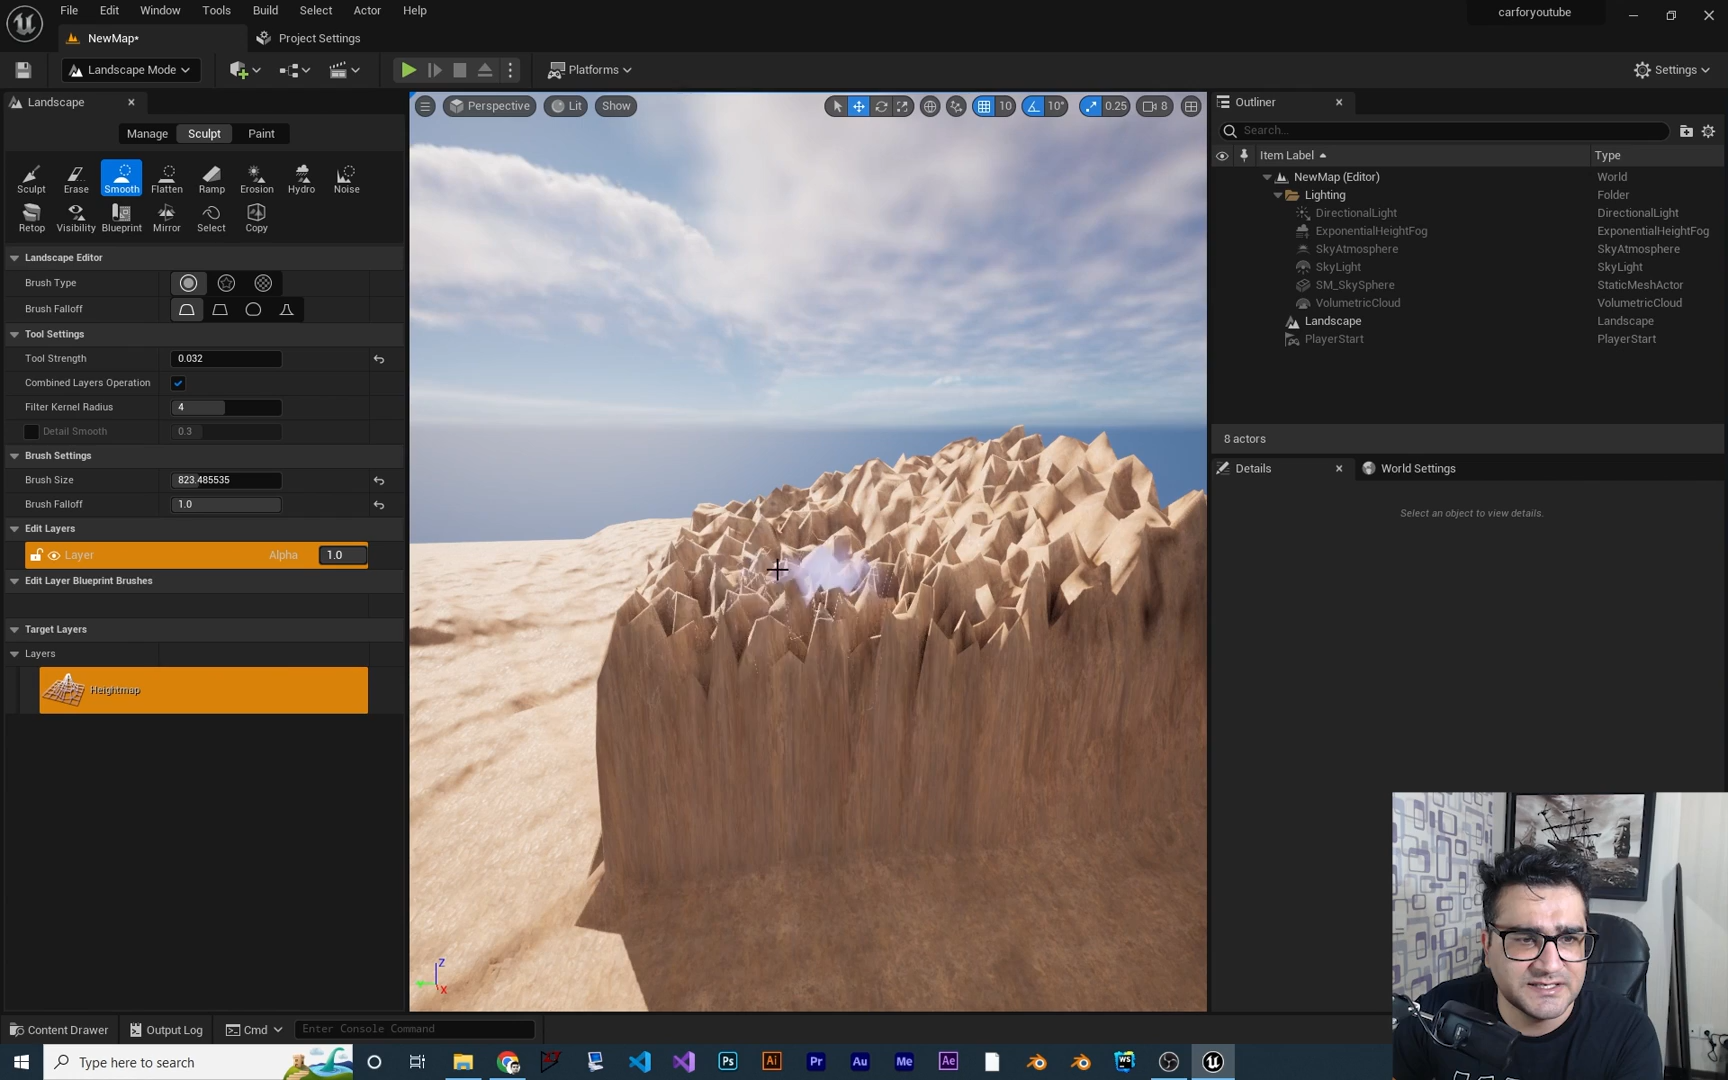 File Edit Window Tools Build Select Actor Help
carforyoutube
NewMap*
Project Settings
Landscape Mode
Platforms
Settings
Landscape
Manage Sculpt Paint
Sculpt Erase Smooth Flatten Ramp Erosion Hydro Noise
Retop Visibility Blueprint Mirror Select Copy
Landscape Editor
Brush Type
Brush Falloff
Tool Settings
Tool Strength 0.032
Combined Layers Operation
Filter Kernel Radius 4
Detail Smooth 0.3
Brush Settings
Brush Size 823.485535
Brush Falloff 1.0
Edit Layers
Layer Alpha 1.0
Edit Layer Blueprint Brushes
Target Layers
Layers
Heightmap
Perspective Lit Show
10 10° 0.25 8
Z
X
Outliner
Search...
Item Label Type
NewMap (Editor) World
Lighting Folder
DirectionalLight DirectionalLight
ExponentialHeightFog ExponentialHeightFog
SkyAtmosphere SkyAtmosphere
SkyLight SkyLight
SM_SkySphere StaticMeshActor
VolumetricCloud VolumetricCloud
Landscape Landscape
PlayerStart PlayerStart
8 actors
Details
World Settings
Select an object to view details.
Content Drawer
Output Log
Cmd
Enter Console Command
Type here to search
Ps Ai Pr Au Me Ae WS